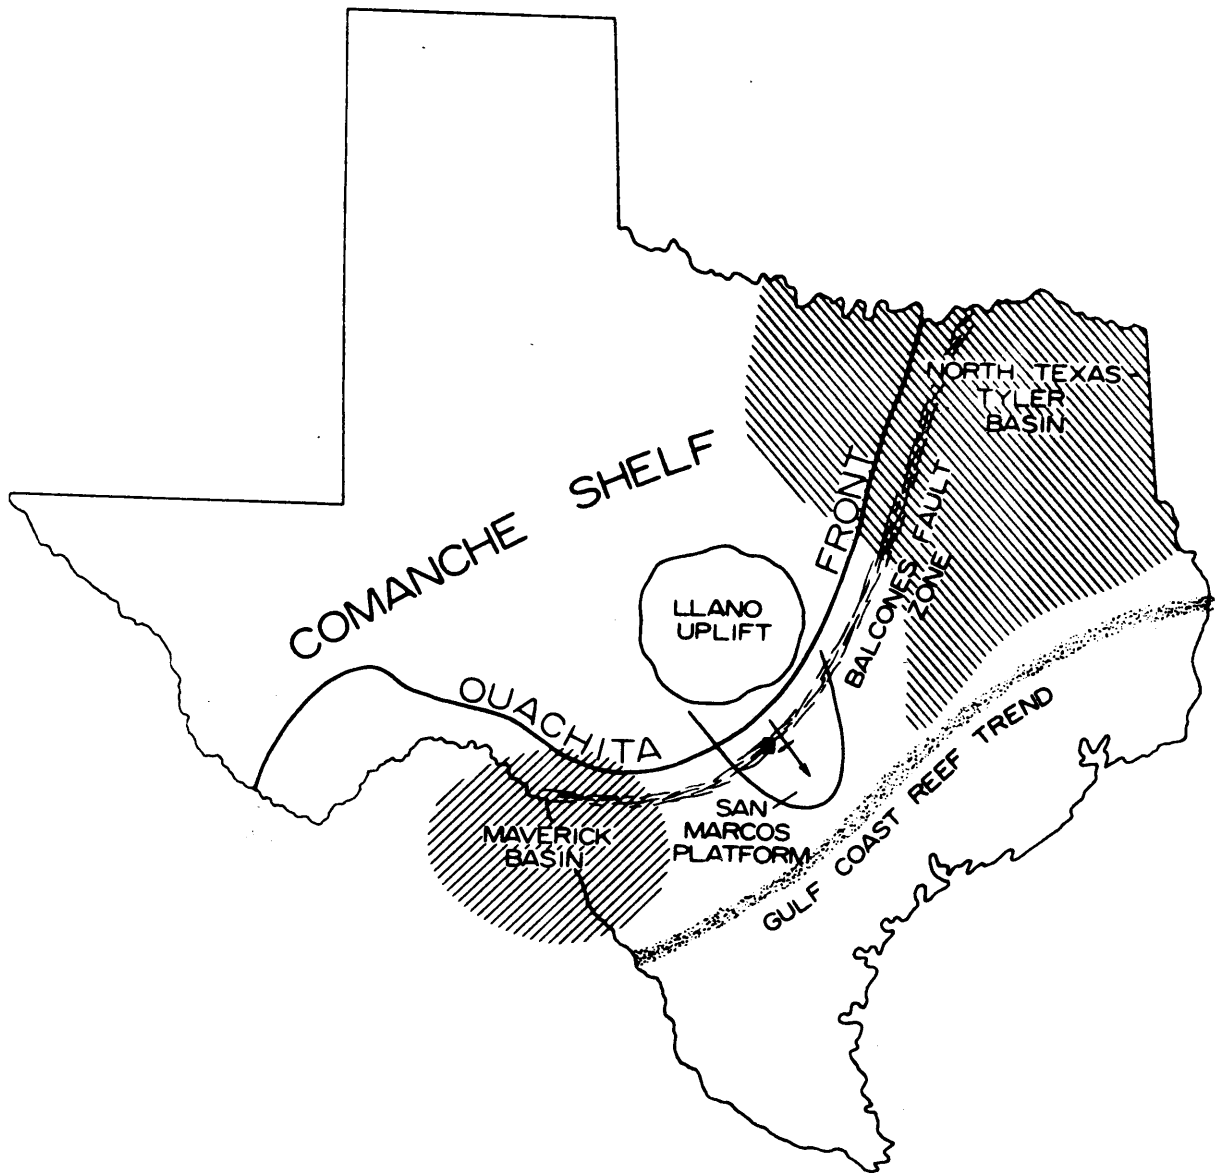 NORTH TEXAS-
TYLER
BASIN
COMANCHE SHELF
OUACHITA FRONT
BALCONES FAULT
ZONE
LLANO
UPLIFT
SAN
MARCOS
PLATFORM
MAVERICK
BASIN
GULF COAST REEF TREND